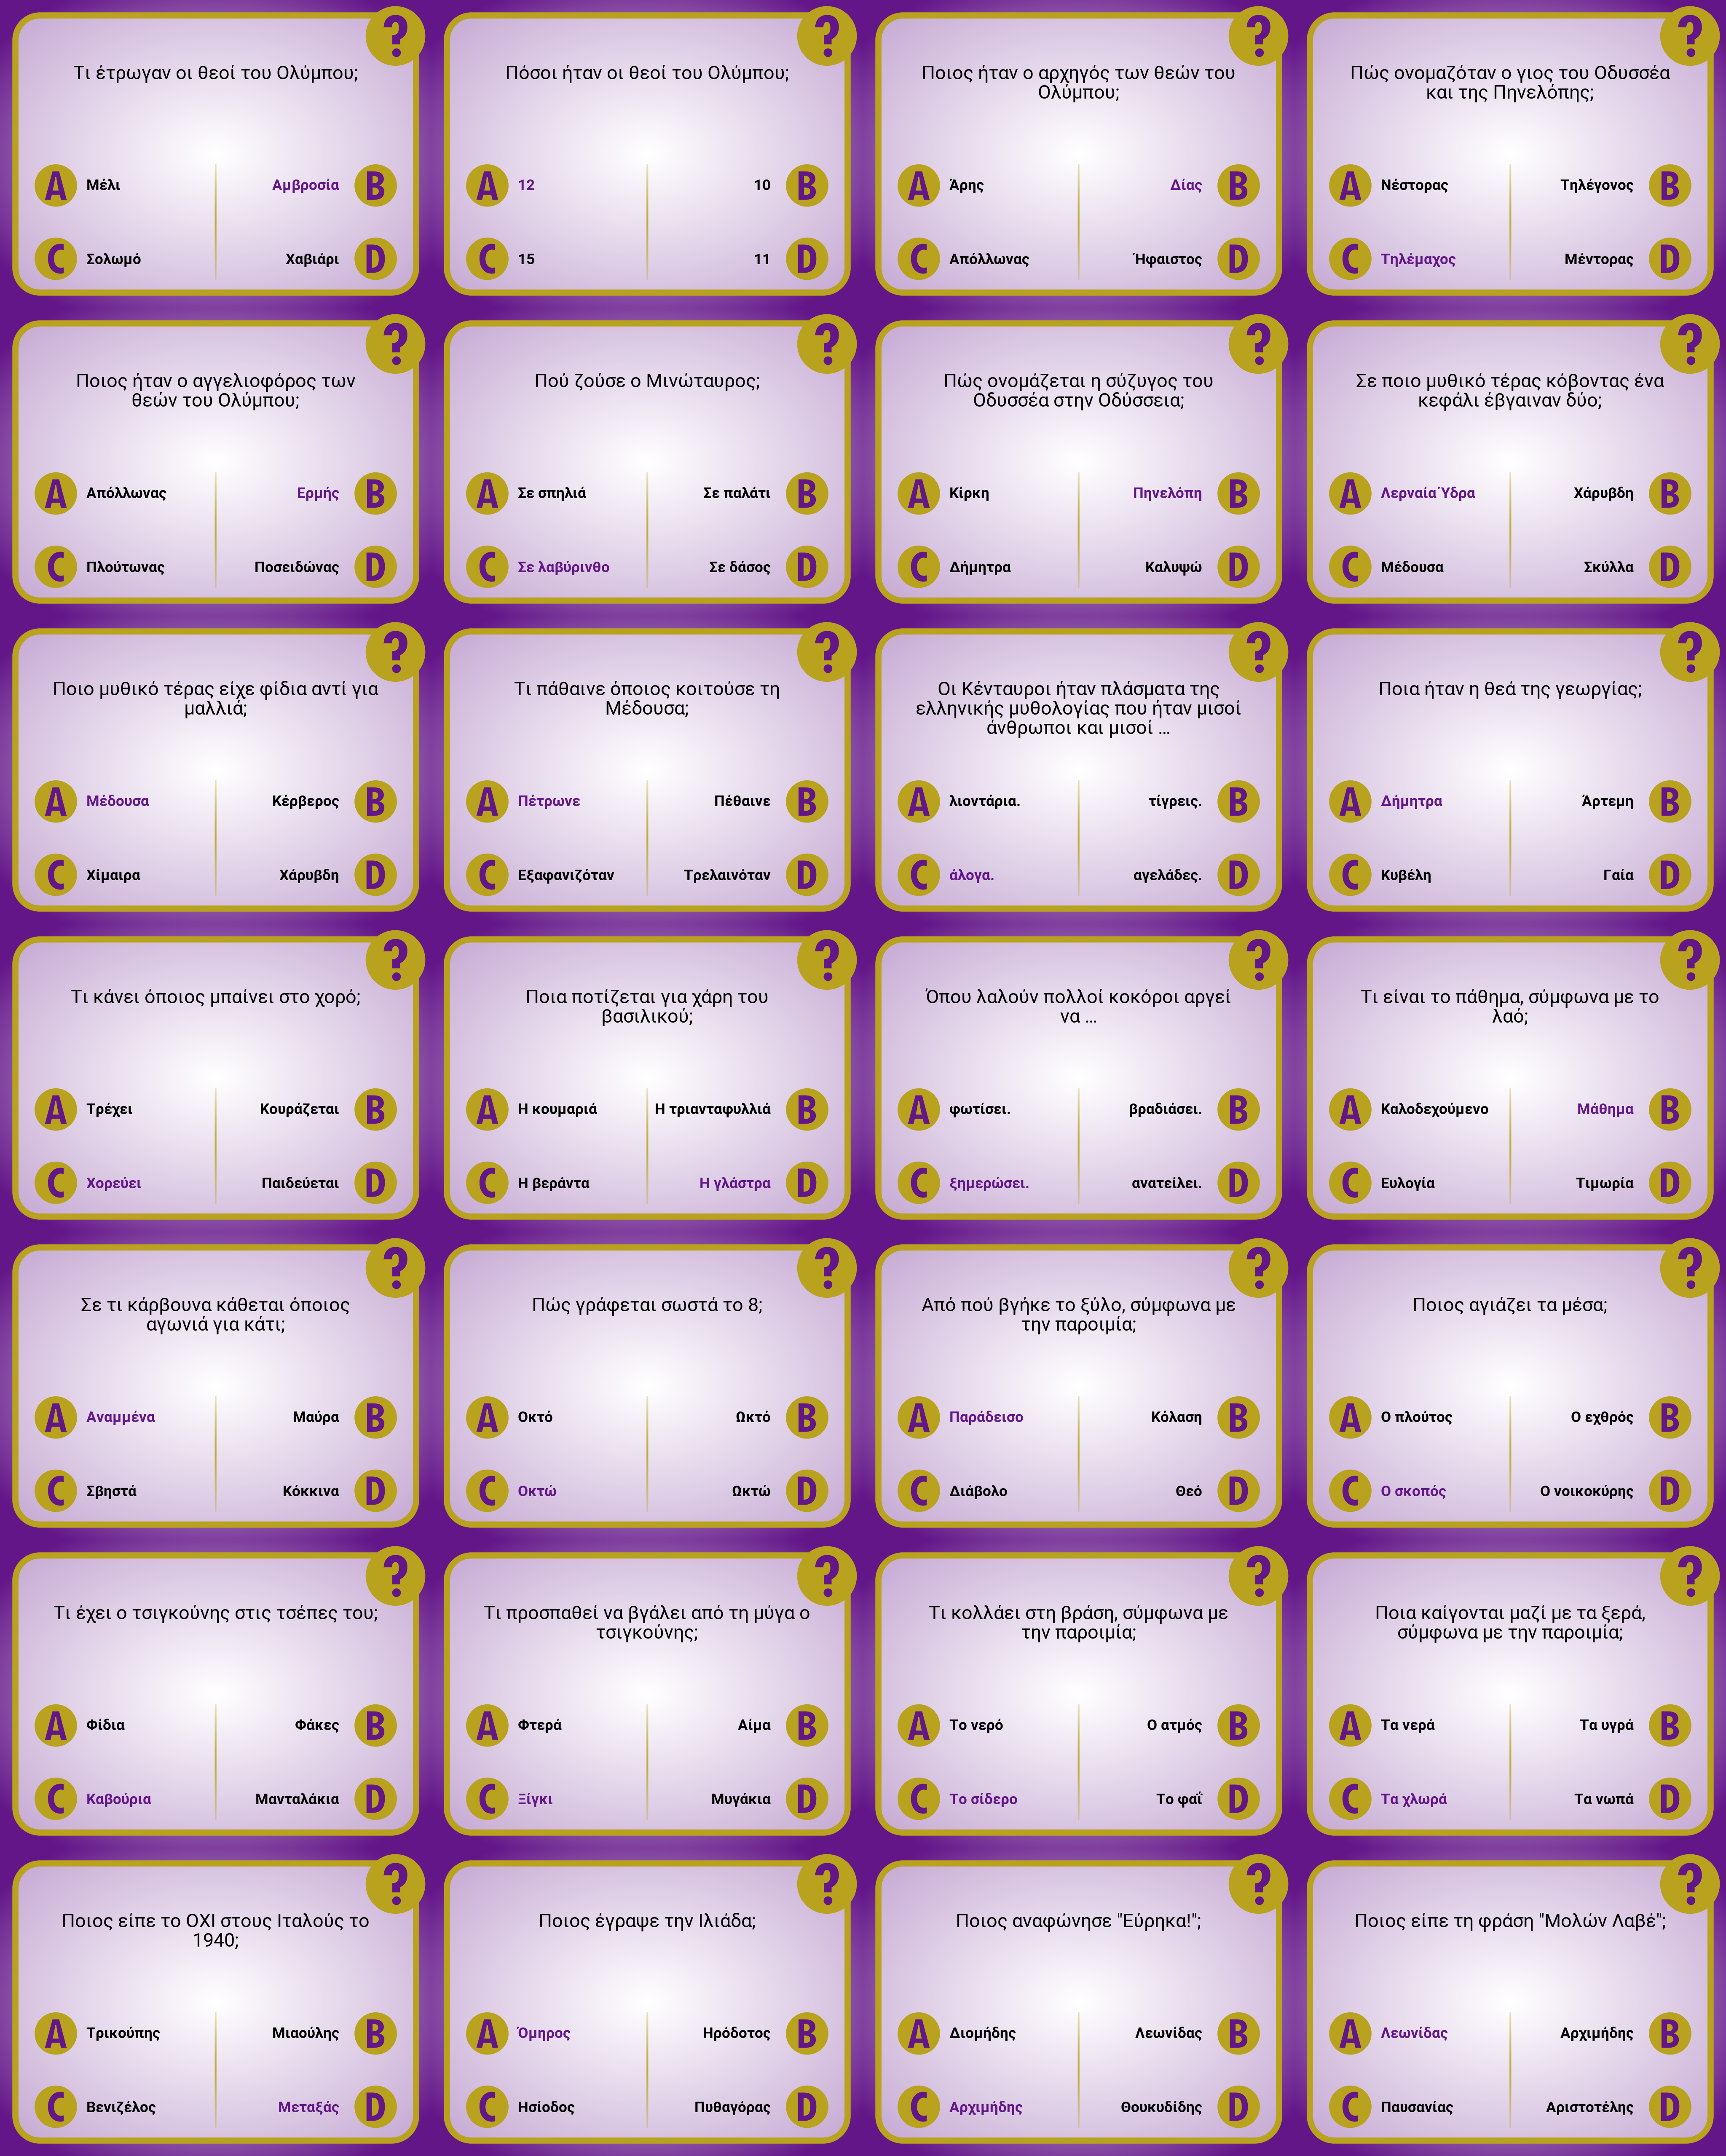 ?
Τι έτρωγαν οι θεοί του Ολύμπου;
A Μέλι
Αμβροσία B
C Σολωμό
Χαβιάρι D
?
Πόσοι ήταν οι θεοί του Ολύμπου;
A 12
10 B
C 15
11 D
?
Ποιος ήταν ο αρχηγός των θεών του
Ολύμπου;
A Άρης
Δίας B
C Απόλλωνας
Ήφαιστος D
?
Πώς ονομαζόταν ο γιος του Οδυσσέα
και της Πηνελόπης;
A Νέστορας
Τηλέγονος B
C Τηλέμαχος
Μέντορας D
?
Ποιος ήταν ο αγγελιοφόρος των
θεών του Ολύμπου;
A Απόλλωνας
Ερμής B
C Πλούτωνας
Ποσειδώνας D
?
Πού ζούσε ο Μινώταυρος;
A Σε σπηλιά
Σε παλάτι B
C Σε λαβύρινθο
Σε δάσος D
?
Πώς ονομάζεται η σύζυγος του
Οδυσσέα στην Οδύσσεια;
A Κίρκη
Πηνελόπη B
C Δήμητρα
Καλυψώ D
?
Σε ποιο μυθικό τέρας κόβοντας ένα
κεφάλι έβγαιναν δύο;
A Λερναία Ύδρα
Χάρυβδη B
C Μέδουσα
Σκύλλα D
?
Ποιο μυθικό τέρας είχε φίδια αντί για
μαλλιά;
A Μέδουσα
Κέρβερος B
C Χίμαιρα
Χάρυβδη D
?
Τι πάθαινε όποιος κοιτούσε τη
Μέδουσα;
A Πέτρωνε
Πέθαινε B
C Εξαφανιζόταν
Τρελαινόταν D
?
Οι Κένταυροι ήταν πλάσματα της
ελληνικής μυθολογίας που ήταν μισοί
άνθρωποι και μισοί ...
A λιοντάρια.
τίγρεις. B
C άλογα.
αγελάδες. D
?
Ποια ήταν η θεά της γεωργίας;
A Δήμητρα
Άρτεμη B
C Κυβέλη
Γαία D
?
Τι κάνει όποιος μπαίνει στο χορό;
A Τρέχει
Κουράζεται B
C Χορεύει
Παιδεύεται D
?
Ποια ποτίζεται για χάρη του
βασιλικού;
A Η κουμαριά
Η τριανταφυλλιά B
C Η βεράντα
Η γλάστρα D
?
Όπου λαλούν πολλοί κοκόροι αργεί
να ...
A φωτίσει.
βραδιάσει. B
C ξημερώσει.
ανατείλει. D
?
Τι είναι το πάθημα, σύμφωνα με το
λαό;
A Καλοδεχούμενο
Μάθημα B
C Ευλογία
Τιμωρία D
?
Σε τι κάρβουνα κάθεται όποιος
αγωνιά για κάτι;
A Αναμμένα
Μαύρα B
C Σβηστά
Κόκκινα D
?
Πώς γράφεται σωστά το 8;
A Οκτό
Ωκτό B
C Οκτώ
Ωκτώ D
?
Από πού βγήκε το ξύλο, σύμφωνα με
την παροιμία;
A Παράδεισο
Κόλαση B
C Διάβολο
Θεό D
?
Ποιος αγιάζει τα μέσα;
A Ο πλούτος
Ο εχθρός B
C Ο σκοπός
Ο νοικοκύρης D
?
Τι έχει ο τσιγκούνης στις τσέπες του;
A Φίδια
Φάκες B
C Καβούρια
Μανταλάκια D
?
Τι προσπαθεί να βγάλει από τη μύγα ο
τσιγκούνης;
A Φτερά
Αίμα B
C Ξίγκι
Μυγάκια D
?
Τι κολλάει στη βράση, σύμφωνα με
την παροιμία;
A Το νερό
Ο ατμός B
C Το σίδερο
Το φαΐ D
?
Ποια καίγονται μαζί με τα ξερά,
σύμφωνα με την παροιμία;
A Τα νερά
Τα υγρά B
C Τα χλωρά
Τα νωπά D
?
Ποιος είπε το ΟΧΙ στους Ιταλούς το
1940;
A Τρικούπης
Μιαούλης B
C Βενιζέλος
Μεταξάς D
?
Ποιος έγραψε την Ιλιάδα;
A Όμηρος
Ηρόδοτος B
C Ησίοδος
Πυθαγόρας D
?
Ποιος αναφώνησε "Εύρηκα!";
A Διομήδης
Λεωνίδας B
C Αρχιμήδης
Θουκυδίδης D
?
Ποιος είπε τη φράση "Μολών Λαβέ";
A Λεωνίδας
Αρχιμήδης B
C Παυσανίας
Αριστοτέλης D